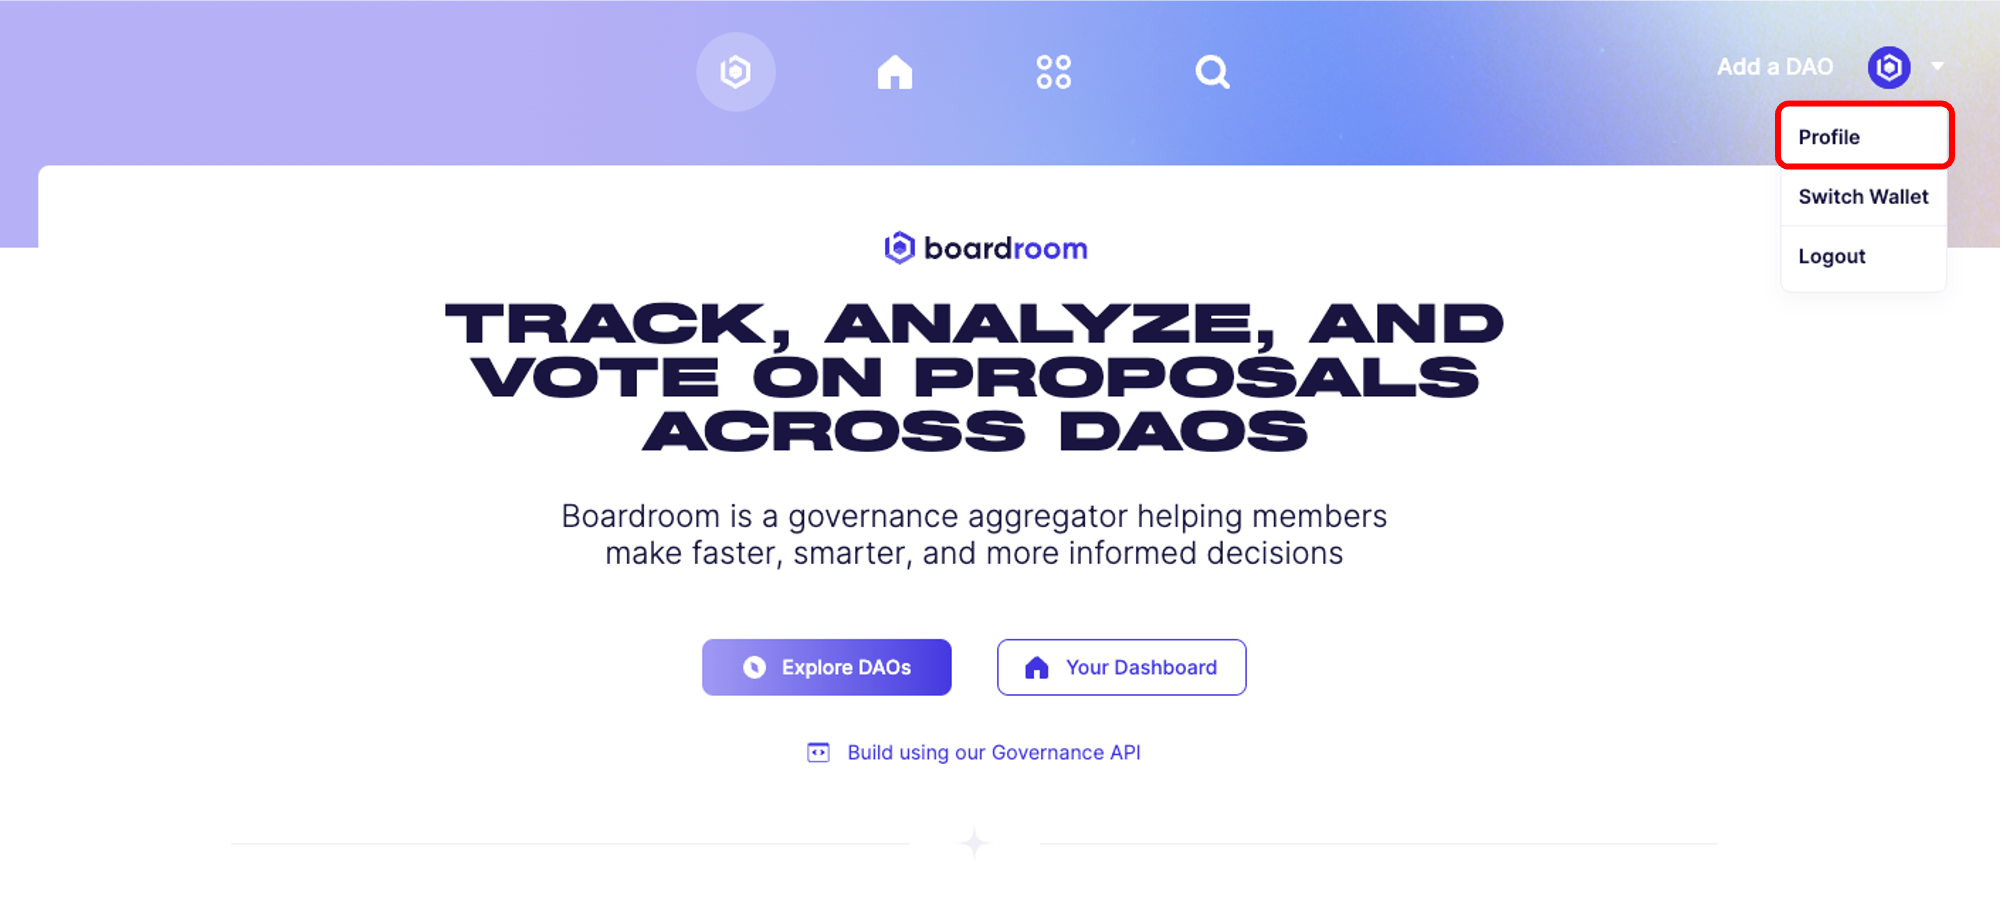 Add a DAO
Profile
Switch Wallet
Logout
boardroom
TRACK, ANALYZE, AND
VOTE ON PROPOSALS
ACROSS DAOS
Boardroom is a governance aggregator helping members
make faster, smarter, and more informed decisions
Explore DAOs
Your Dashboard
Build using our Governance API